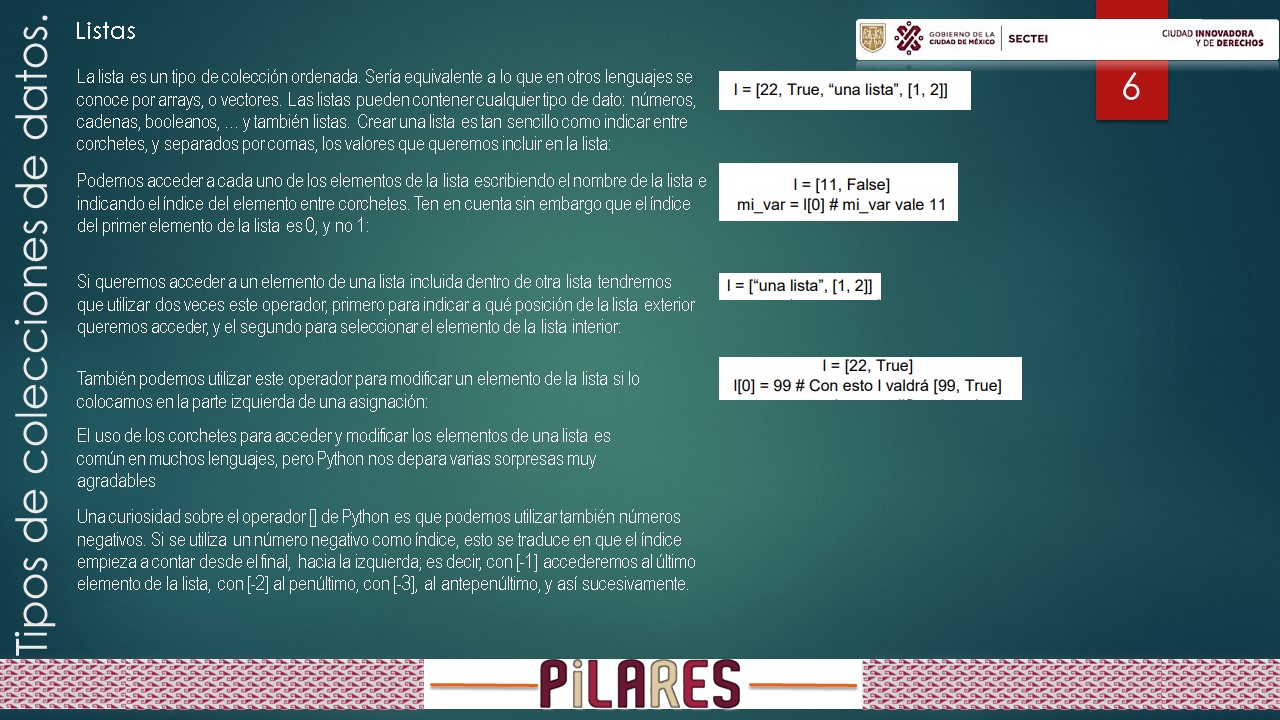 Tipos de colecciones de datos.
Listas
GOBIERNO DE LA
CIUDAD DE MÉXICO
SECTEI
CIUDAD INNOVADORA
Y DE DERECHOS
6
La lista es un tipo de colección ordenada. Sería equivalente a lo que en otros lenguajes se
conoce por arrays, o vectores. Las listas pueden contener cualquier tipo de dato: números,
cadenas, booleanos, … y también listas. Crear una lista es tan sencillo como indicar entre
corchetes, y separados por comas, los valores que queremos incluir en la lista:
l = [22, True, “una lista”, [1, 2]]
Podemos acceder a cada uno de los elementos de la lista escribiendo el nombre de la lista e
indicando el índice del elemento entre corchetes. Ten en cuenta sin embargo que el índice
del primer elemento de la lista es 0, y no 1:
l = [11, False]
mi_var = l[0] # mi_var vale 11
Si queremos acceder a un elemento de una lista incluida dentro de otra lista tendremos
que utilizar dos veces este operador, primero para indicar a qué posición de la lista exterior
queremos acceder, y el segundo para seleccionar el elemento de la lista interior:
l = [“una lista”, [1, 2]]
También podemos utilizar este operador para modificar un elemento de la lista si lo
colocamos en la parte izquierda de una asignación:
l = [22, True]
l[0] = 99 # Con esto l valdrá [99, True]
El uso de los corchetes para acceder y modificar los elementos de una lista es
común en muchos lenguajes, pero Python nos depara varias sorpresas muy
agradables
Una curiosidad sobre el operador [] de Python es que podemos utilizar también números
negativos. Si se utiliza un número negativo como índice, esto se traduce en que el índice
empieza a contar desde el final, hacia la izquierda; es decir, con [-1] accederemos al último
elemento de la lista, con [-2] al penúltimo, con [-3], al antepenúltimo, y así sucesivamente.
PiLARES